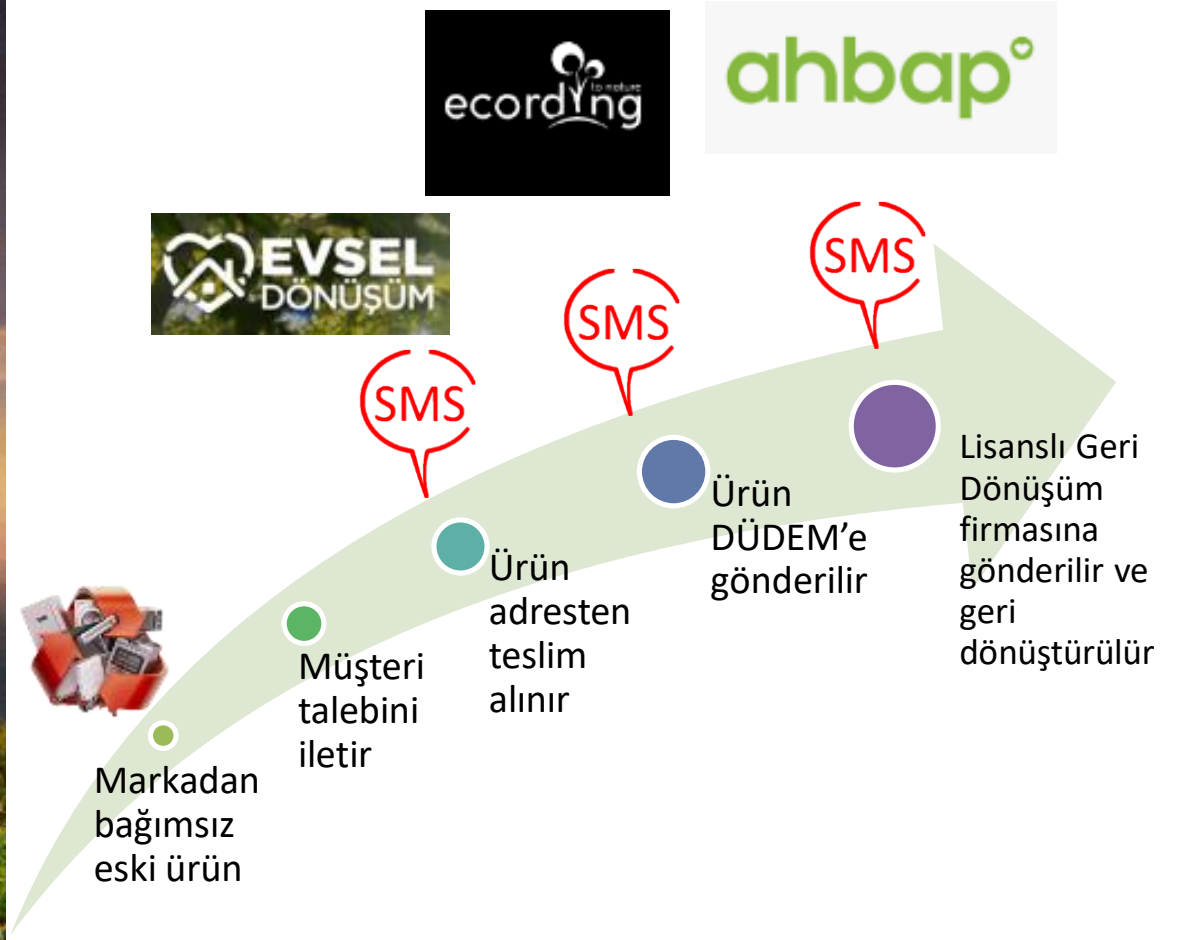 ecording
to nature
ahbap
EVSEL
DÖNÜŞÜM
SMS
SMS
SMS
Markadan
bağımsız
eski ürün
Müşteri
talebini
iletir
Ürün
adresten
teslim
alınır
Ürün
DÜDEM’e
gönderilir
Lisanslı Geri
Dönüşüm
firmasına
gönderilir ve
geri
dönüştürülür